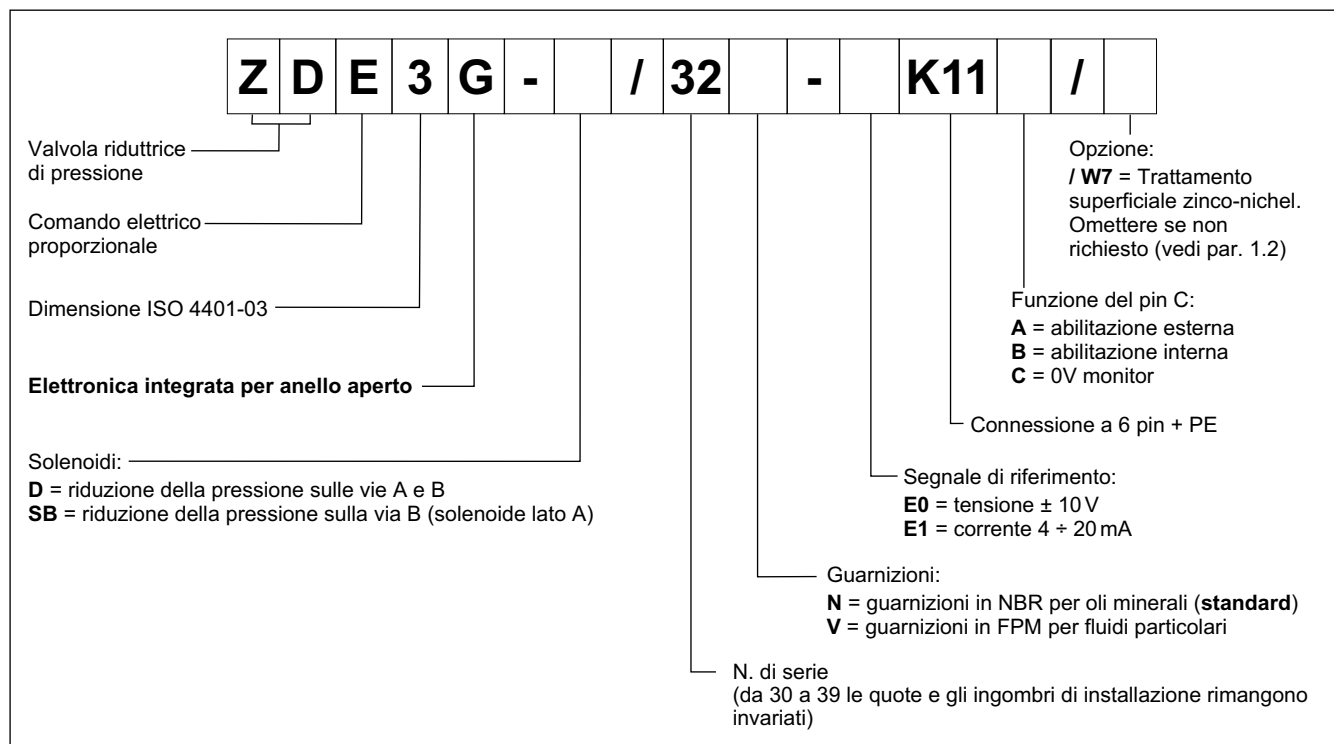 Z D E 3 G - / 32 - K11 /
Valvola riduttrice
di pressione
Comando elettrico
proporzionale
Dimensione ISO 4401-03
Elettronica integrata per anello aperto
Solenoidi:
D = riduzione della pressione sulle vie A e B
SB = riduzione della pressione sulla via B (solenoide lato A)
Opzione:
/ W7 = Trattamento
superficiale zinco-nichel.
Omettere se non
richiesto (vedi par. 1.2)
Funzione del pin C:
A = abilitazione esterna
B = abilitazione interna
C = 0V monitor
Connessione a 6 pin + PE
Segnale di riferimento:
E0 = tensione ± 10 V
E1 = corrente 4 ÷ 20 mA
Guarnizioni:
N = guarnizioni in NBR per oli minerali (standard)
V = guarnizioni in FPM per fluidi particolari
N. di serie
(da 30 a 39 le quote e gli ingombri di installazione rimangono
invariati)